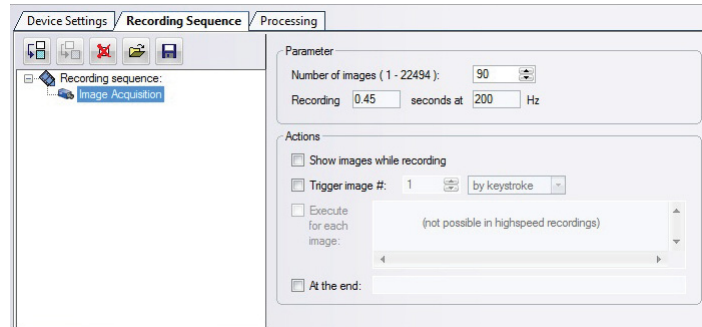 Device Settings Recording Sequence Processing
Recording sequence:
Image Acquisition
Parameter
Number of images ( 1 - 22494 ): 90
Recording 0.45 seconds at 200 Hz
Actions
Show images while recording
Trigger image #: 1 by keystroke
Execute
for each
image:
(not possible in highspeed recordings)
At the end: